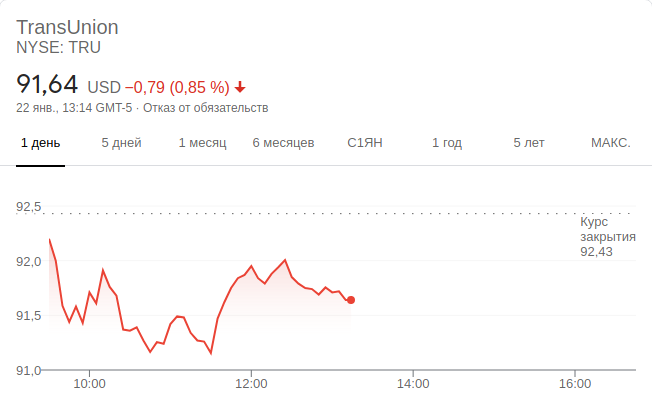 TransUnion
NYSE: TRU
91,64 USD −0,79 (0,85 %)
22 янв., 13:14 GMT-5 · Отказ от обязательств
1 день 5 дней 1 месяц 6 месяцев С1ЯН 1 год 5 лет МАКС.
92,5
Курс
закрытия
92,43
92,0
91,5
91,0
10:00 12:00 14:00 16:00